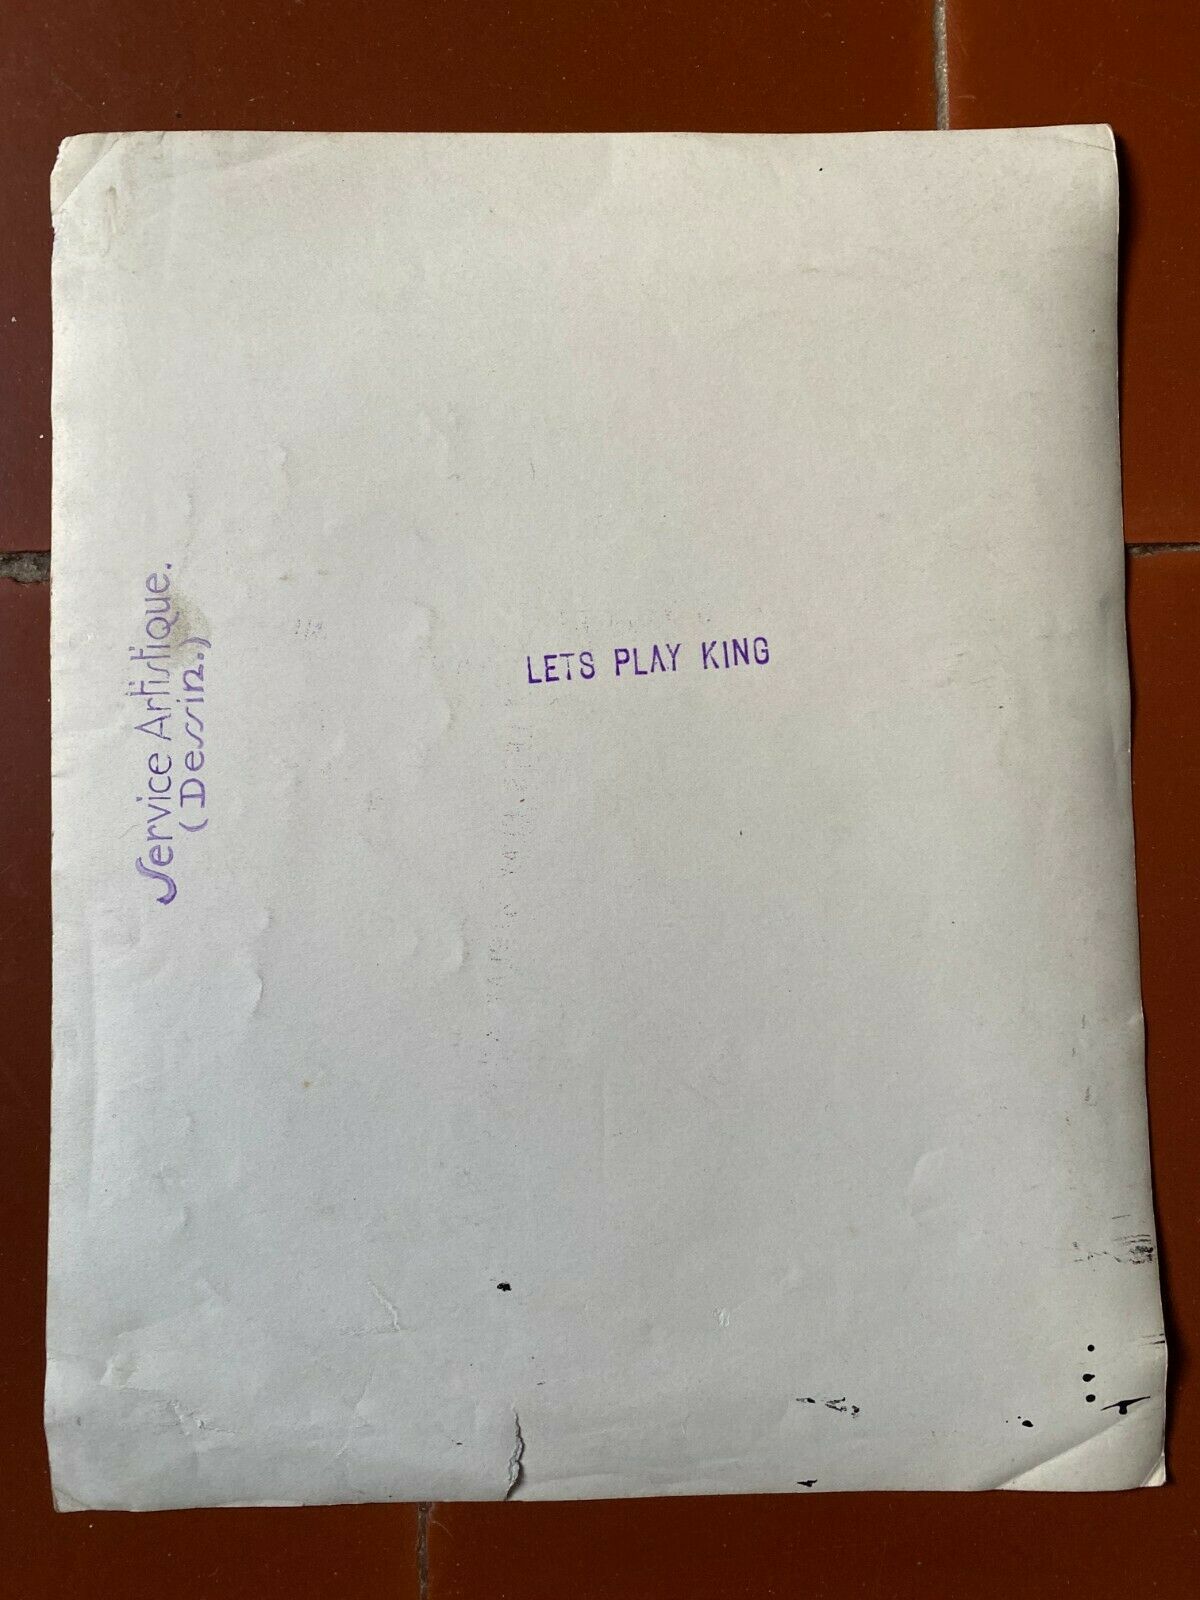 Service Artistique.
(Dessin.)
LETS PLAY KING